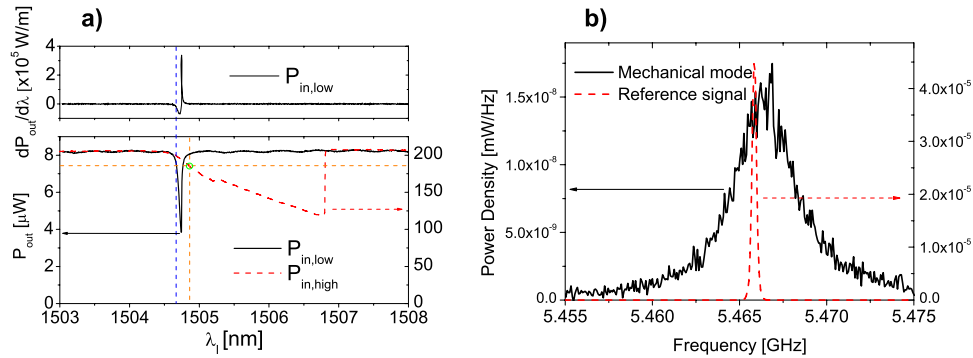 a)
dP_out/dλ [x10^5 W/m]
4
2
0
P_in,low
P_out [µW]
8
6
4
2
0
200
150
100
50
0
P_in,low
P_in,high
1503 1504 1505 1506 1507 1508
λ_l [nm]
b)
Power Density [mW/Hz]
1.5x10^-8
1.0x10^-8
5.0x10^-9
0.0
Mechanical mode
Reference signal
4.0x10^-5
3.0x10^-5
2.0x10^-5
1.0x10^-5
0.0
5.455 5.460 5.465 5.470 5.475
Frequency [GHz]